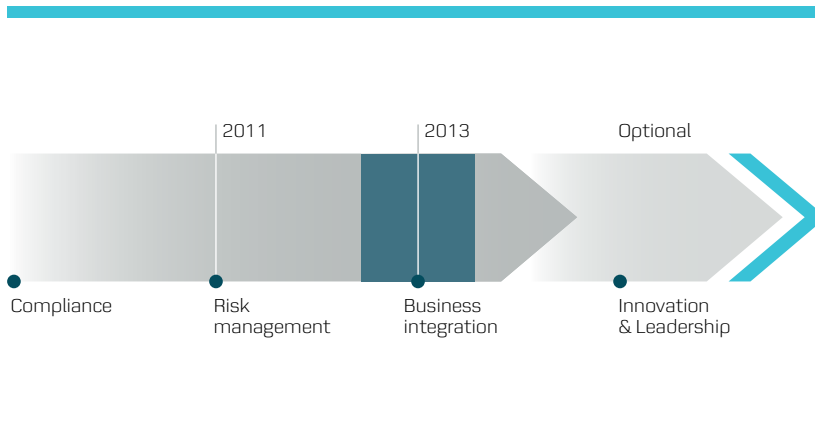 2011
2013
Optional
Compliance
Risk
management
Business
integration
Innovation
& Leadership